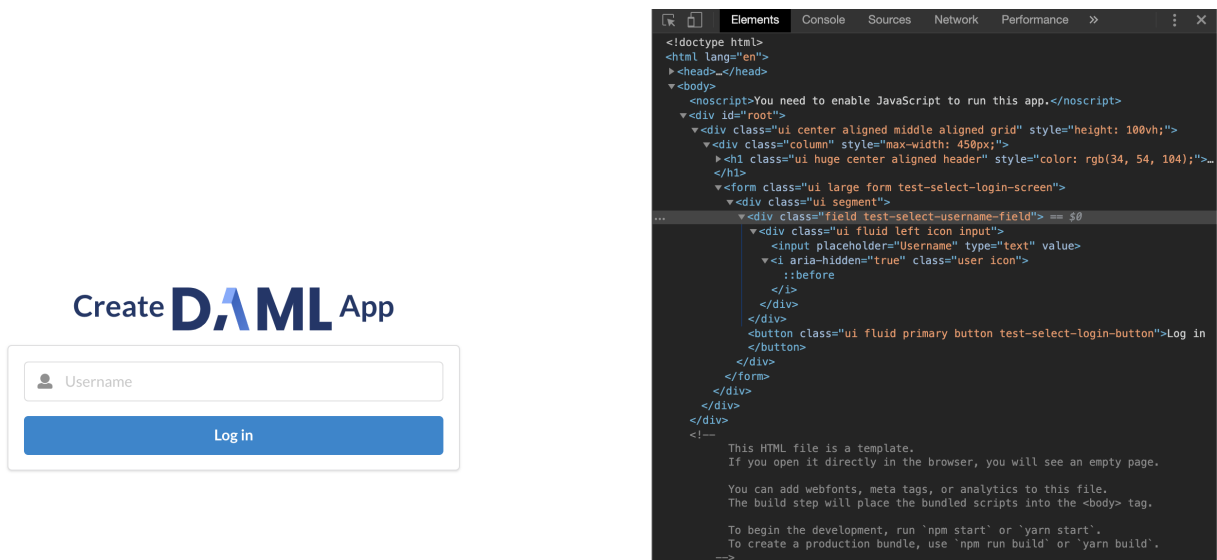 Create DAML App
Username
Log in
Elements Console Sources Network Performance »
<!doctype html>
<html lang="en">
<head>…</head>
<body>
<noscript>You need to enable JavaScript to run this app.</noscript>
<div id="root">
<div class="ui center aligned middle aligned grid" style="height: 100vh;">
<div class="column" style="max-width: 450px;">
<h1 class="ui huge center aligned header" style="color: rgb(34, 54, 104);">…
</h1>
<form class="ui large form test-select-login-screen">
<div class="ui segment">
… <div class="field test-select-username-field"> == $0
<div class="ui fluid left icon input">
<input placeholder="Username" type="text" value>
<i aria-hidden="true" class="user icon">
::before
</i>
</div>
</div>
<button class="ui fluid primary button test-select-login-button">Log in
</button>
</div>
</form>
</div>
</div>
</div>
<!--
This HTML file is a template.
If you open it directly in the browser, you will see an empty page.
You can add webfonts, meta tags, or analytics to this file.
The build step will place the bundled scripts into the <body> tag.
To begin the development, run `npm start` or `yarn start`.
To create a production bundle, use `npm run build` or `yarn build`.
-->